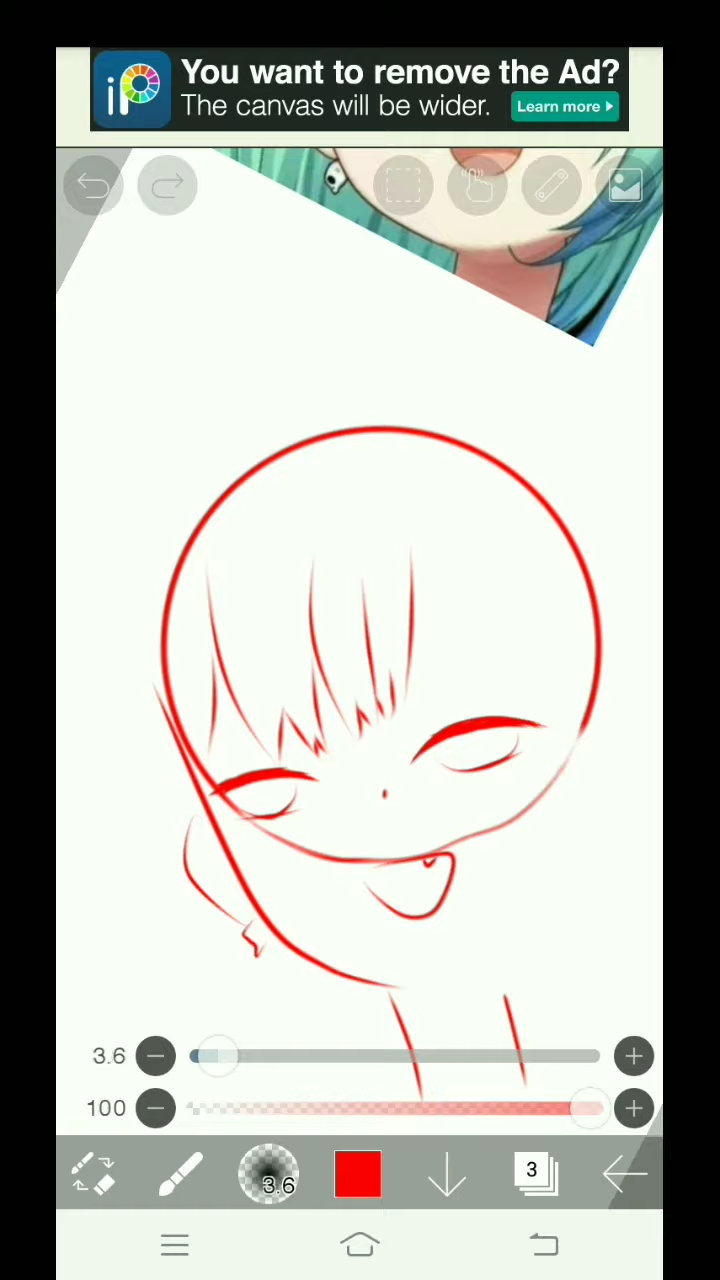 iP
You want to remove the Ad?
The canvas will be wider.
Learn more
3.6
100
3.6
3